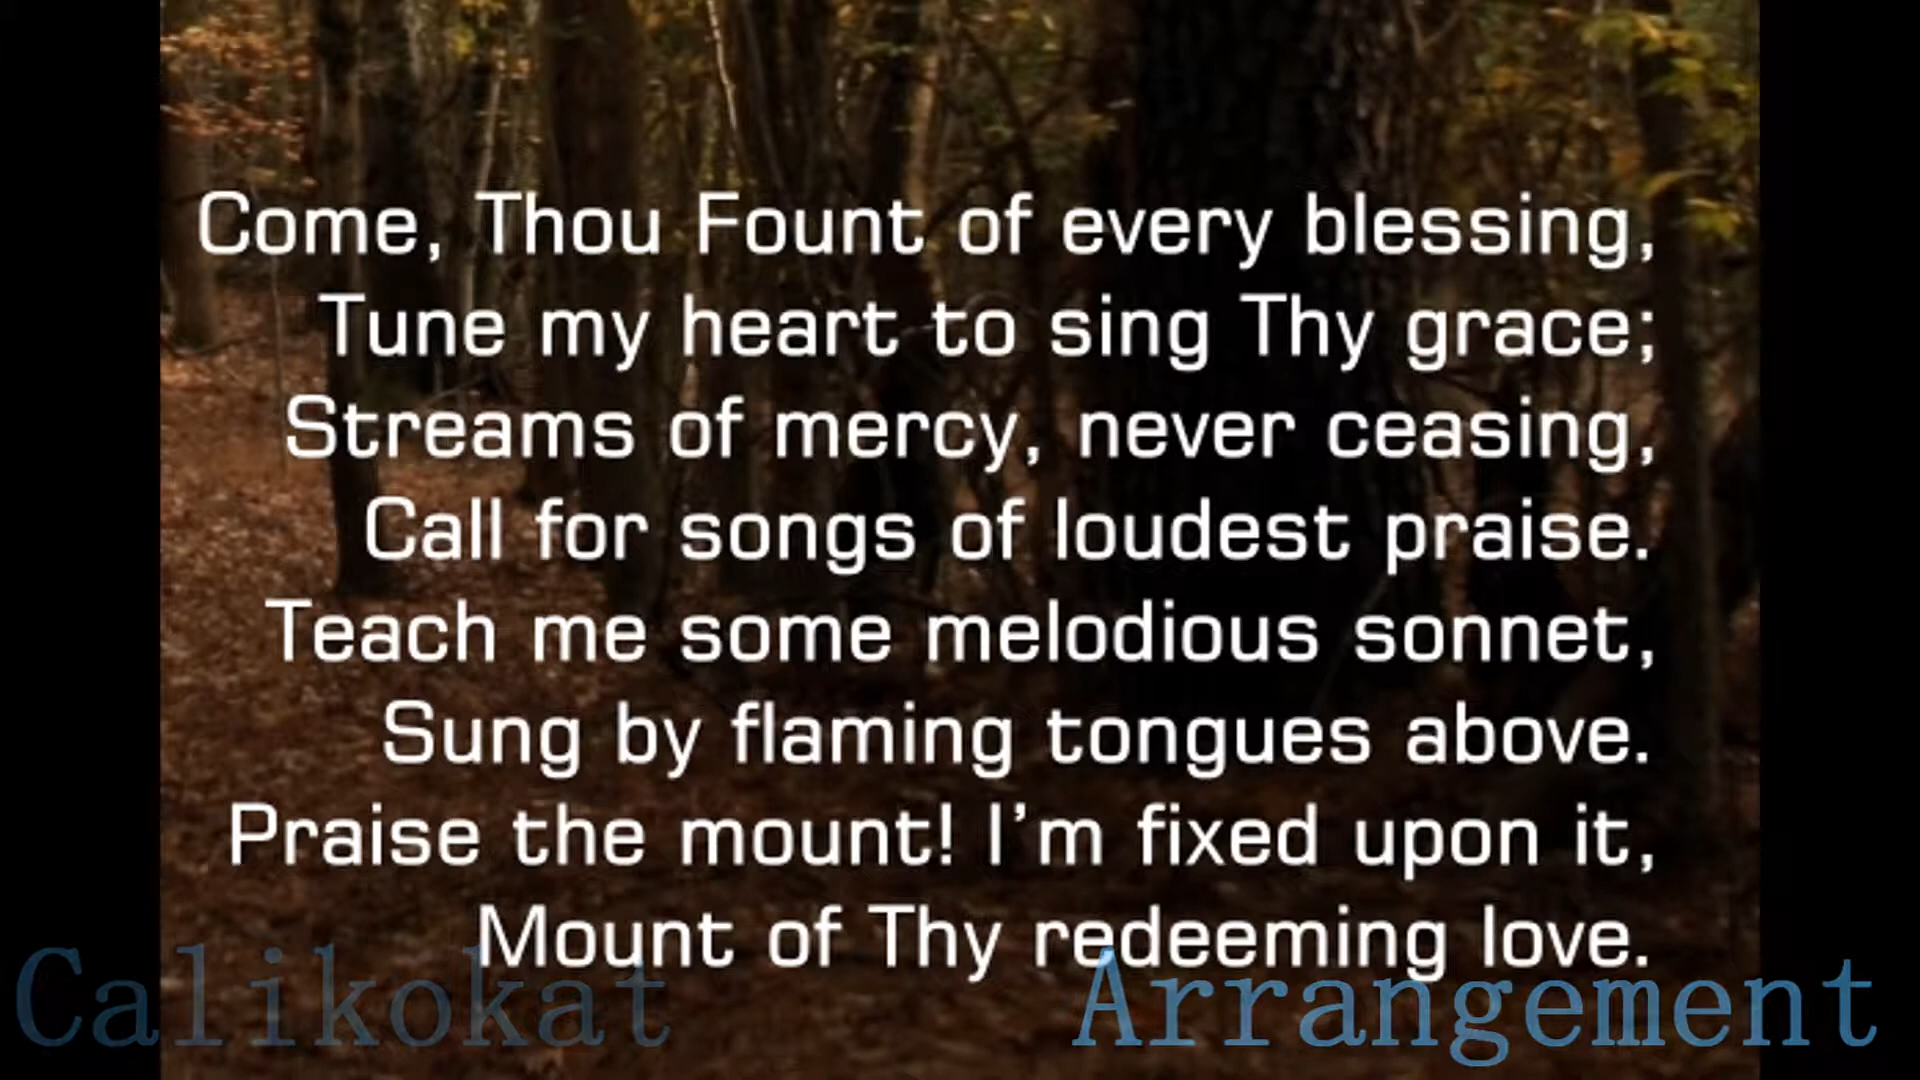 Come, Thou Fount of every blessing,
Tune my heart to sing Thy grace;
Streams of mercy, never ceasing,
Call for songs of loudest praise.
Teach me some melodious sonnet,
Sung by flaming tongues above.
Praise the mount! I'm fixed upon it,
Mount of Thy redeeming love.
Calikokat Arrangement